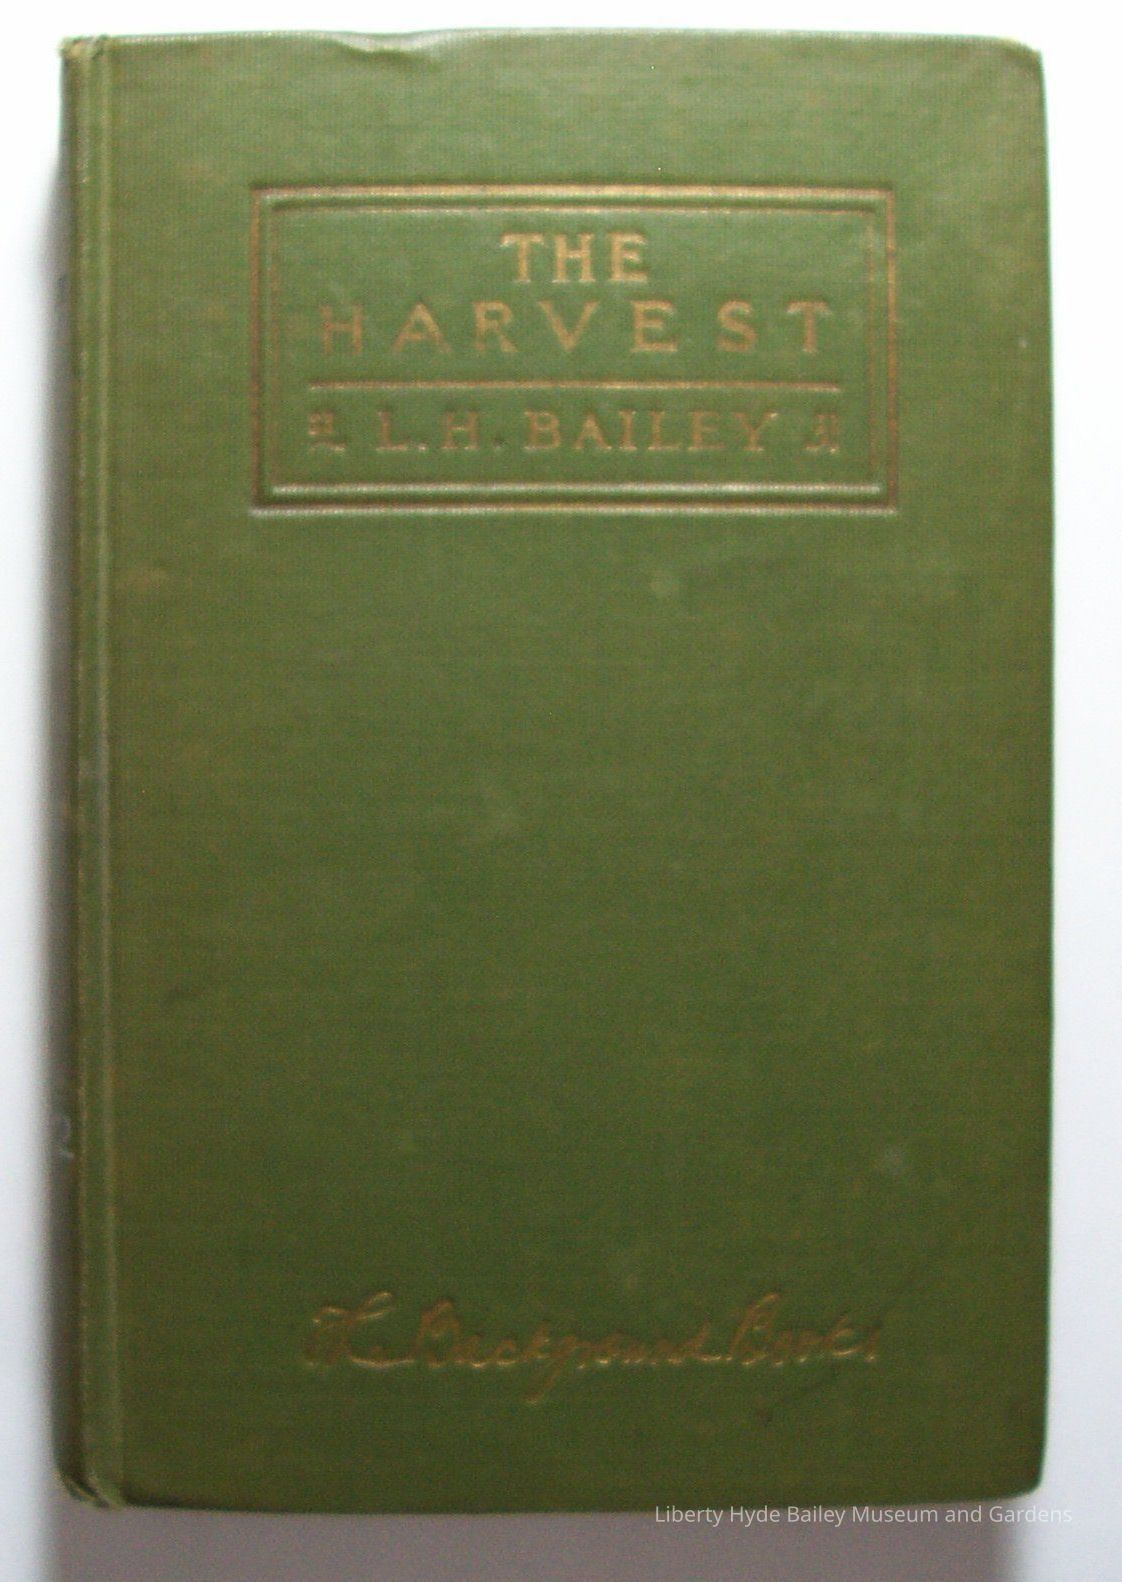 THE
HARVEST
L. H. BAILEY
The Background Books
Liberty Hyde Bailey Museum and Gardens